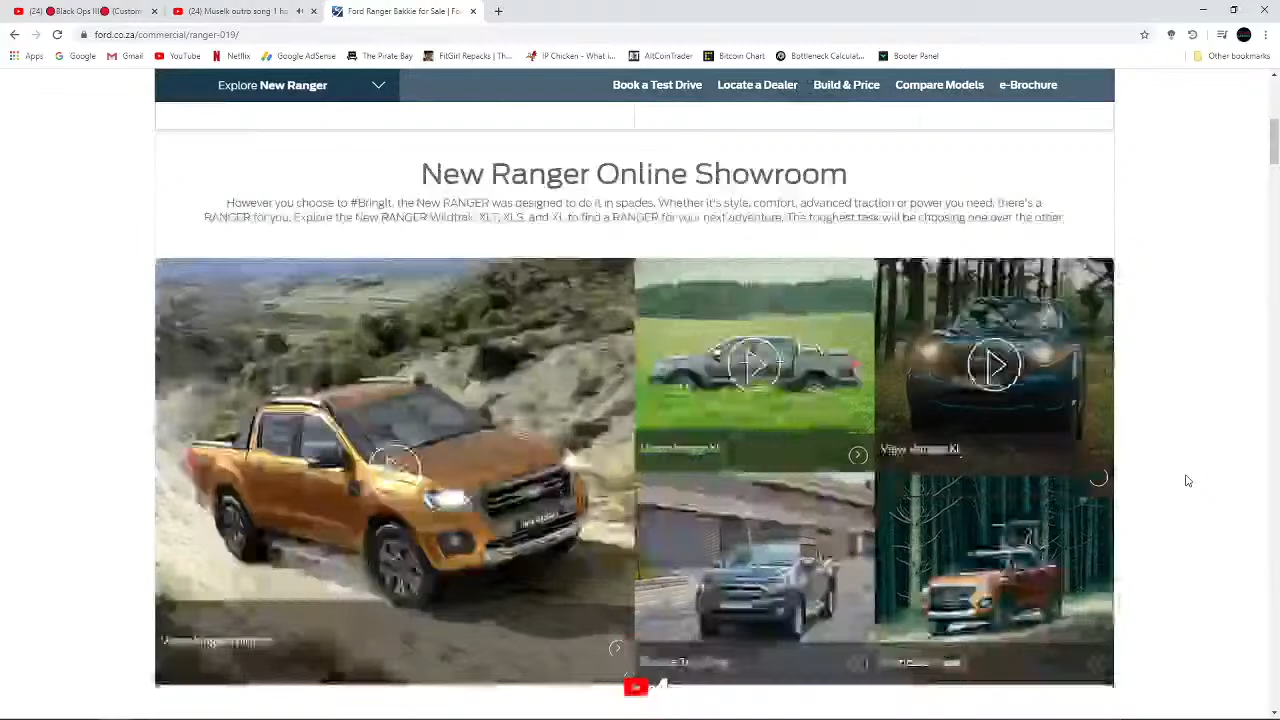 (24) 🔴Black Ops III🔴 (Custom
(24) Muselk outro song 1 h
Ford Ranger Bakkie for Sale | Fo
ford.co.za/commercial/ranger-019/
Apps
Google
Gmail
YouTube
Netflix
Google AdSense
The Pirate Bay
FitGirl Repacks | Th...
IP Chicken - What i...
AltCoinTrader
Bitcoin Chart
Bottleneck Calculat...
Booter Panel
Other bookmarks
Explore New Ranger
Book a Test Drive
Locate a Dealer
Build & Price
Compare Models
e-Brochure
New Ranger Online Showroom
However you choose to #BringIt, the New RANGER was designed to do it in spades. Whether it's style, comfort, advanced traction or power you need, there's a
RANGER for you. Explore the New RANGER Wildtrak, XLT, XLS, and XL to find a RANGER for your next adventure. The toughest task will be choosing one over the other.